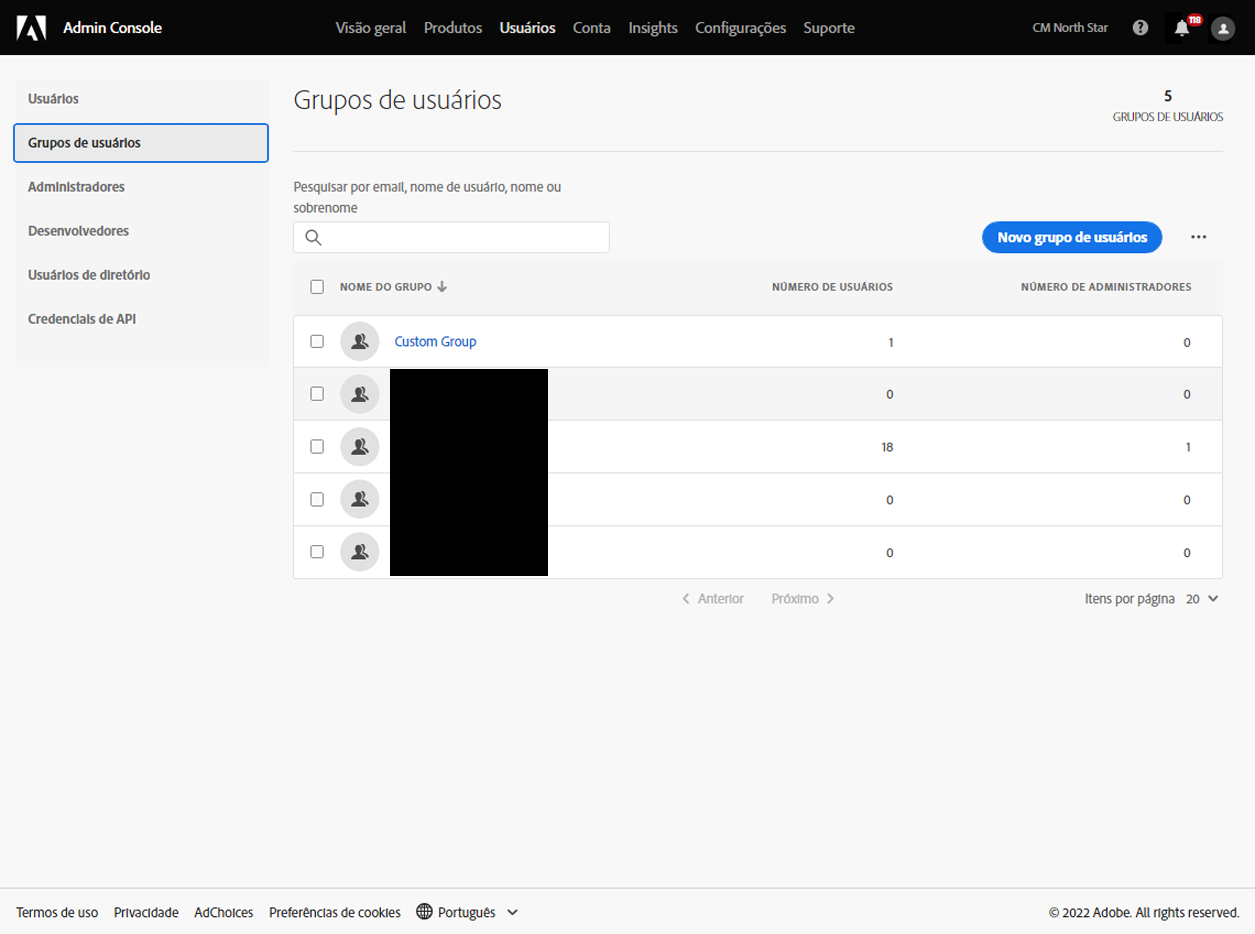 Admin Console
Visão geral Produtos Usuários Conta Insights Configurações Suporte
CM North Star
118
Usuários
Grupos de usuários
Administradores
Desenvolvedores
Usuários de diretório
Credenciais de API
Grupos de usuários
5
GRUPOS DE USUÁRIOS
Pesquisar por email, nome de usuário, nome ou
sobrenome
Novo grupo de usuários
NOME DO GRUPO NÚMERO DE USUÁRIOS NÚMERO DE ADMINISTRADORES
Custom Group 1 0
0 0
18 1
0 0
0 0
Anterior Próximo Itens por página 20
Termos de uso Privacidade AdChoices Preferências de cookies Português © 2022 Adobe. All rights reserved.